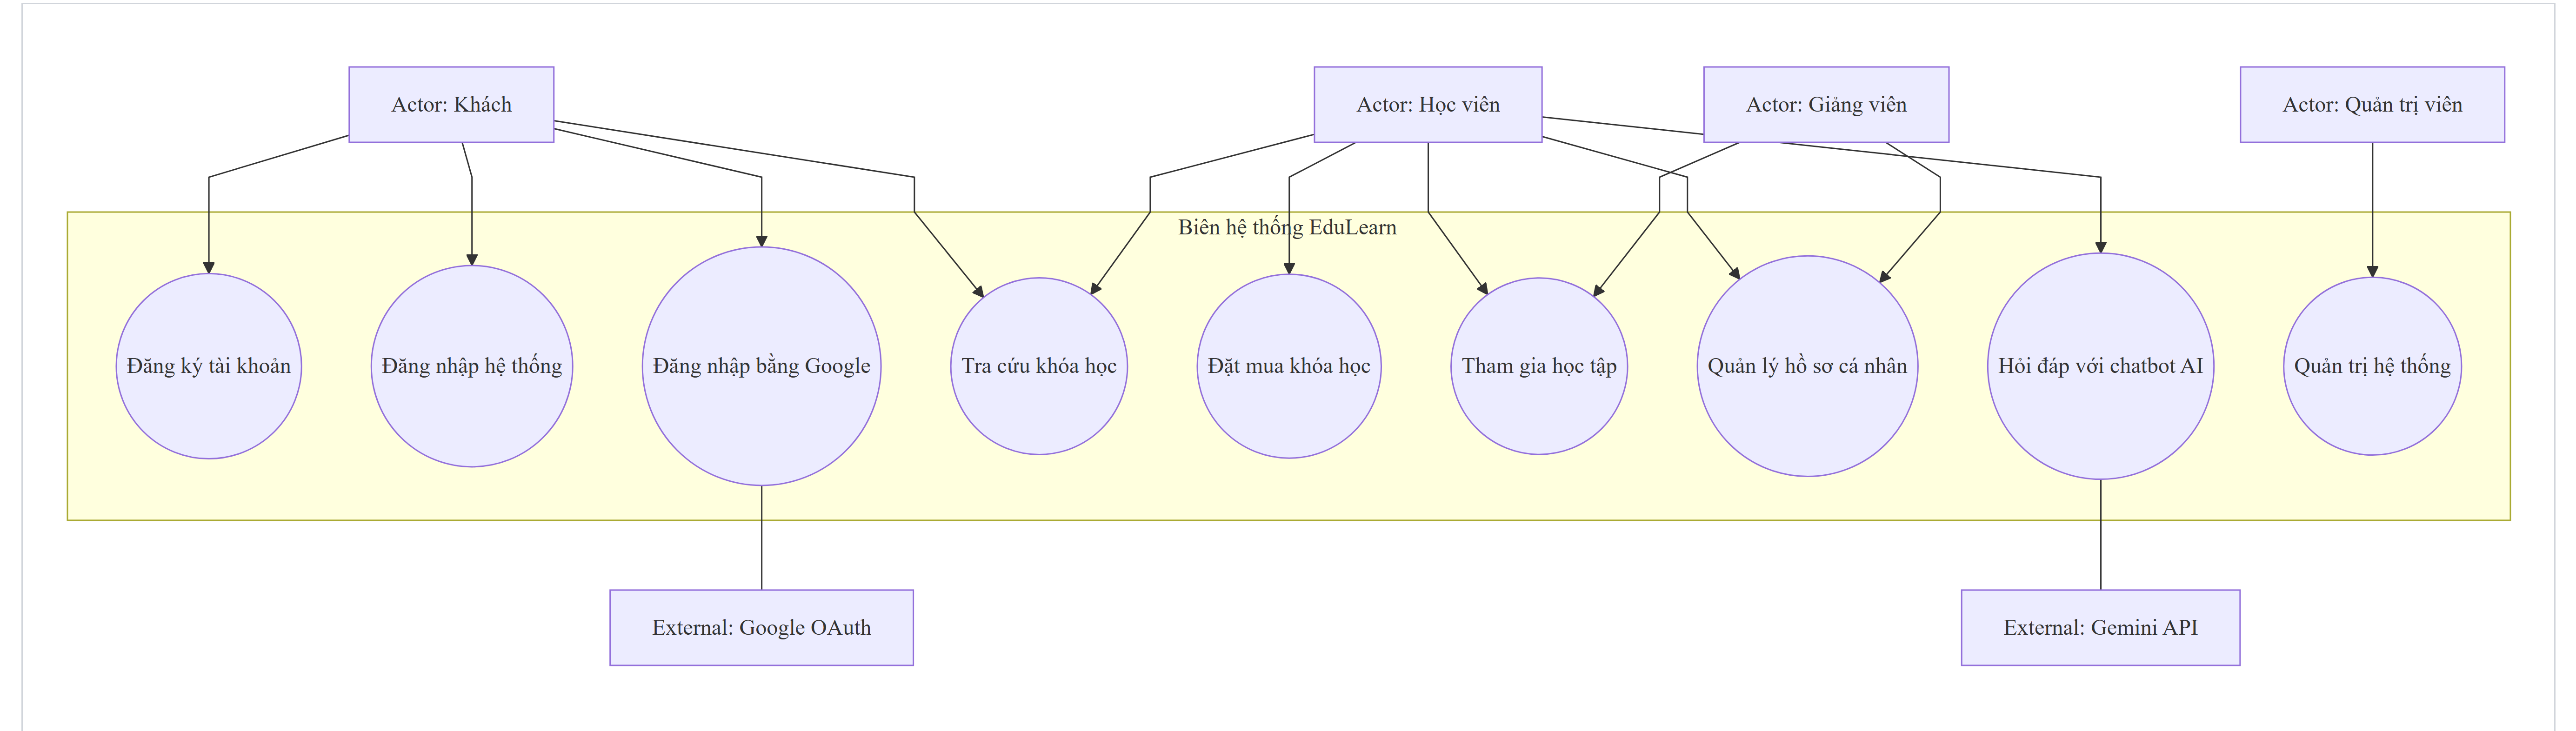 Actor: Khách
Actor: Học viên
Actor: Giảng viên
Actor: Quản trị viên
Biên hệ thống EduLearn
Đăng ký tài khoản
Đăng nhập hệ thống
Đăng nhập bằng Google
Tra cứu khóa học
Đặt mua khóa học
Tham gia học tập
Quản lý hồ sơ cá nhân
Hỏi đáp với chatbot AI
Quản trị hệ thống
External: Google OAuth
External: Gemini API